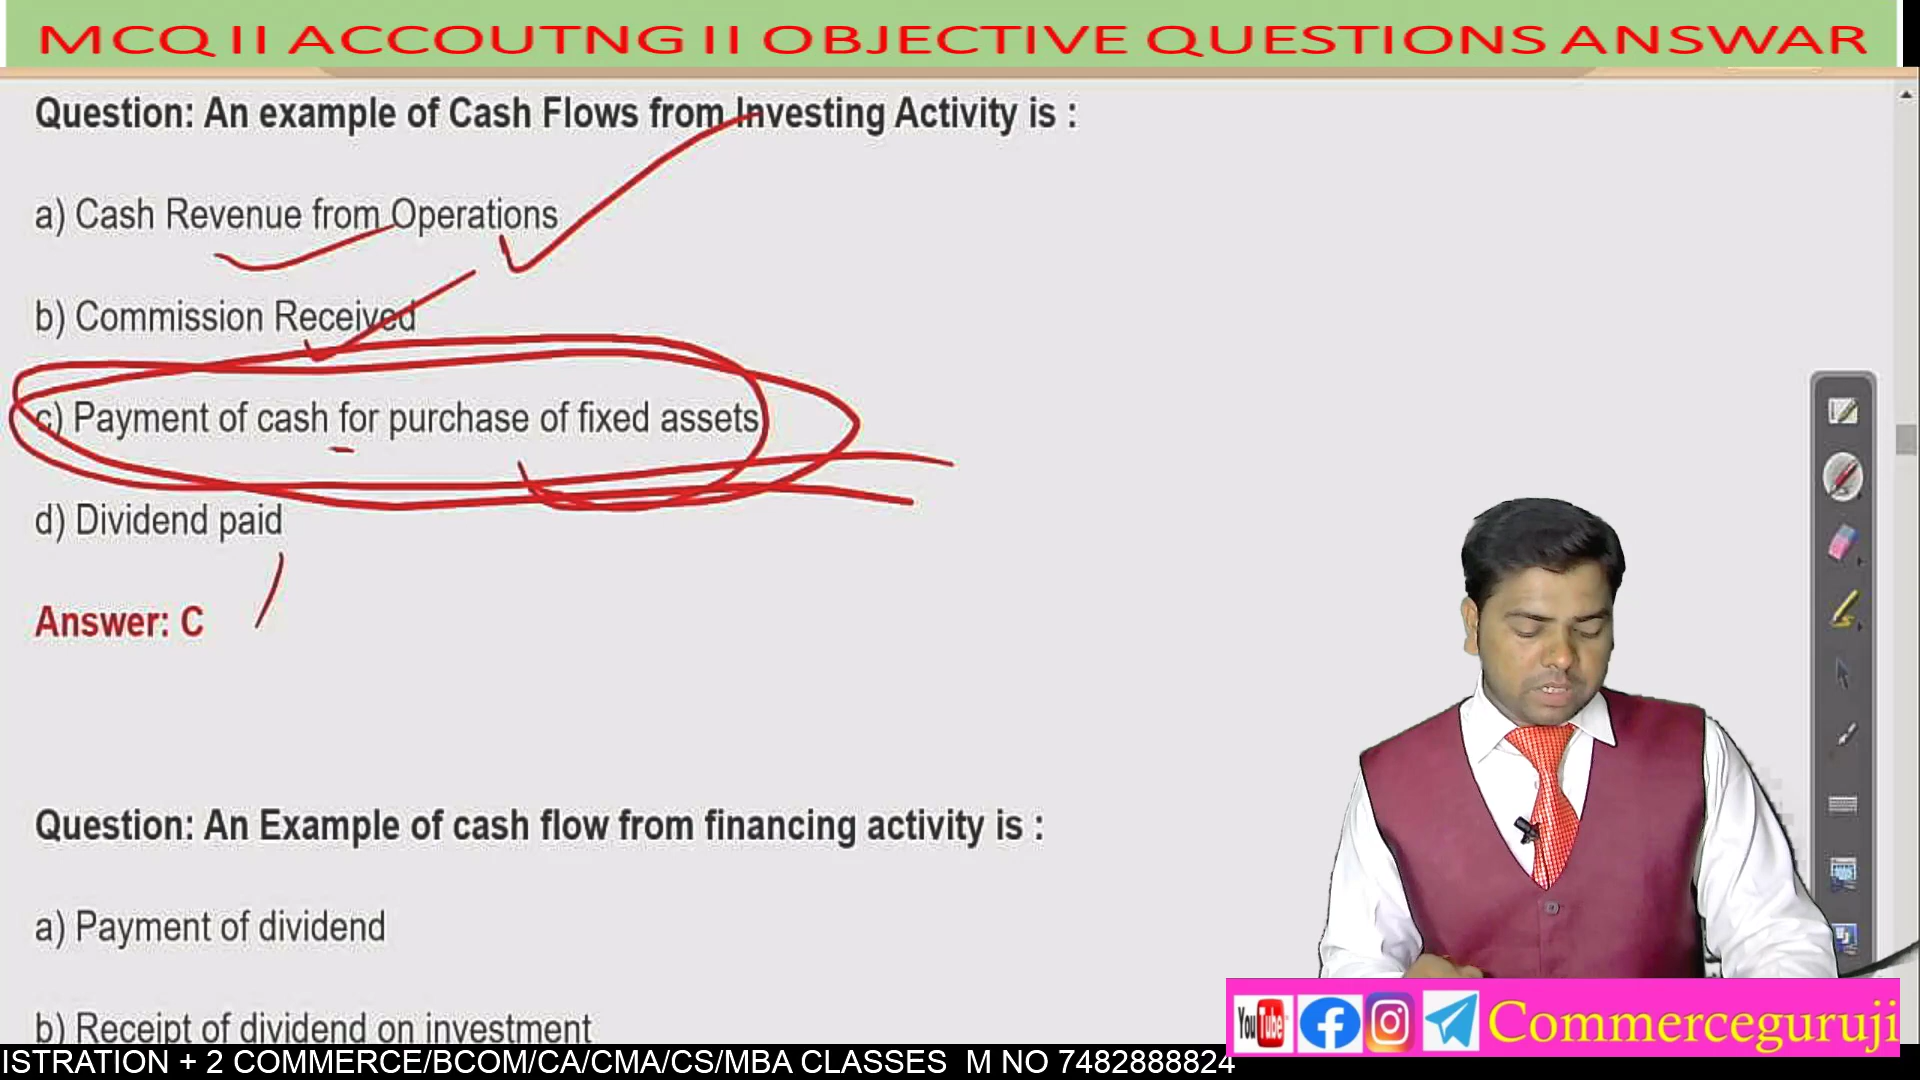 MCQ II ACCOUTNG II OBJECTIVE QUESTIONS ANSWAR
Question: An example of Cash Flows from Investing Activity is :
a) Cash Revenue from Operations
b) Commission Received
c) Payment of cash for purchase of fixed assets
d) Dividend paid
Answer: C
Question: An Example of cash flow from financing activity is :
a) Payment of dividend
b) Receipt of dividend on investment
You Tube
Commerceguruji
ISTRATION + 2 COMMERCE/BCOM/CA/CMA/CS/MBA CLASSES M NO 7482888824